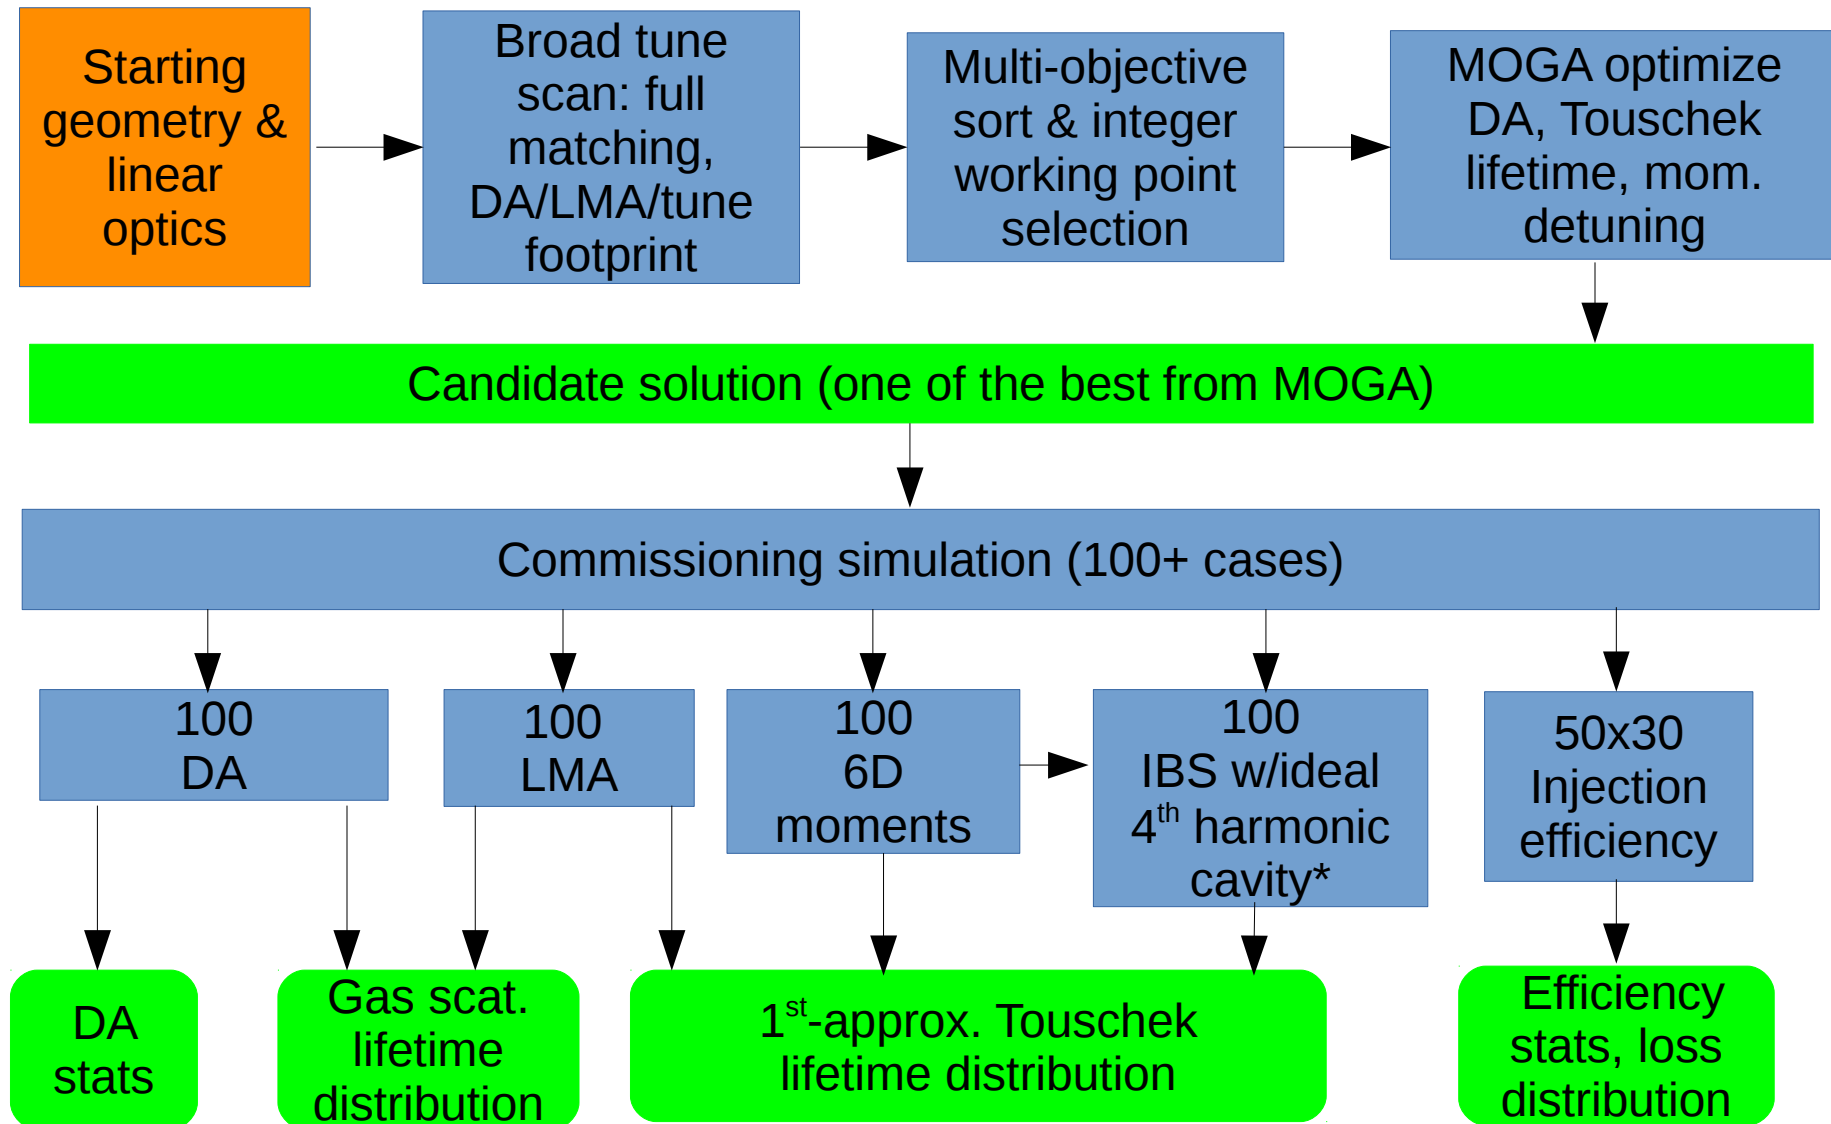 Starting
geometry &
linear
optics
Broad tune
scan: full
matching,
DA/LMA/tune
footprint
Multi-objective
sort & integer
working point
selection
MOGA optimize
DA, Touschek
lifetime, mom.
detuning
Candidate solution (one of the best from MOGA)
Commissioning simulation (100+ cases)
100
DA
100
LMA
100
6D
moments
100
IBS w/ideal
4th harmonic
cavity*
50x30
Injection
efficiency
DA
stats
Gas scat.
lifetime
distribution
1st-approx. Touschek
lifetime distribution
Efficiency
stats, loss
distribution